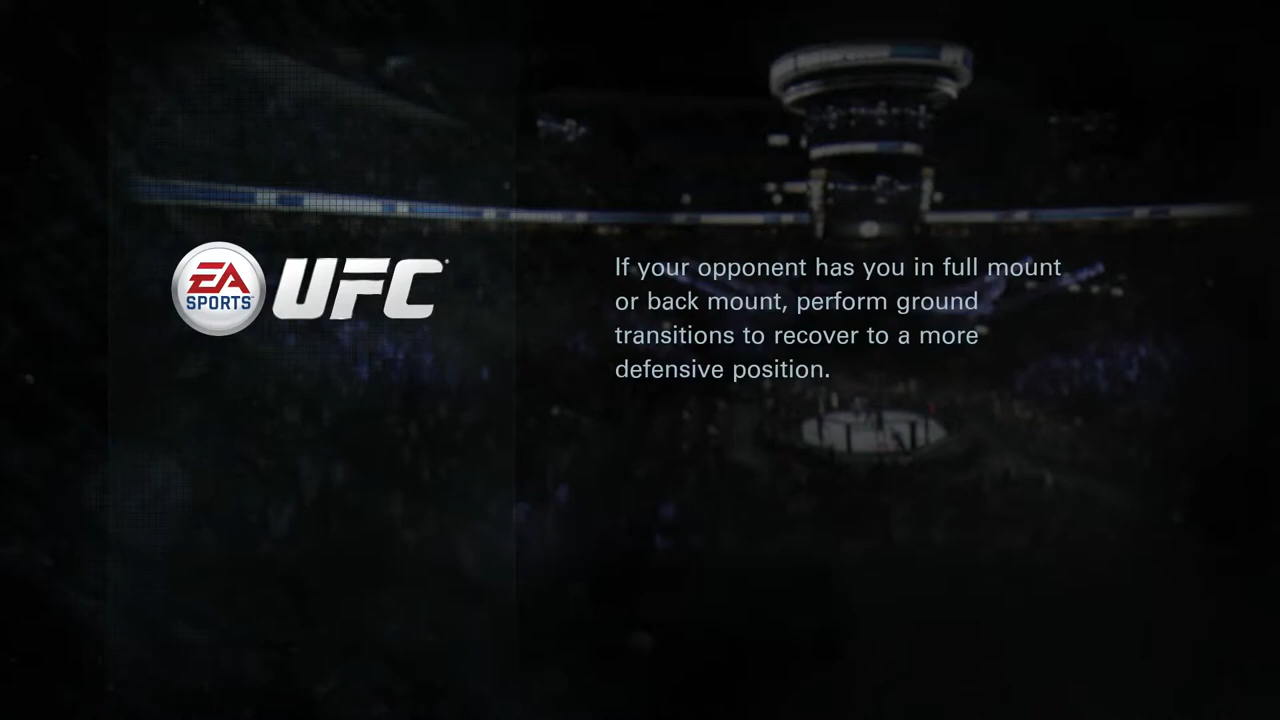 EA
SPORTS
UFC
If your opponent has you in full mount
or back mount, perform ground
transitions to recover to a more
defensive position.